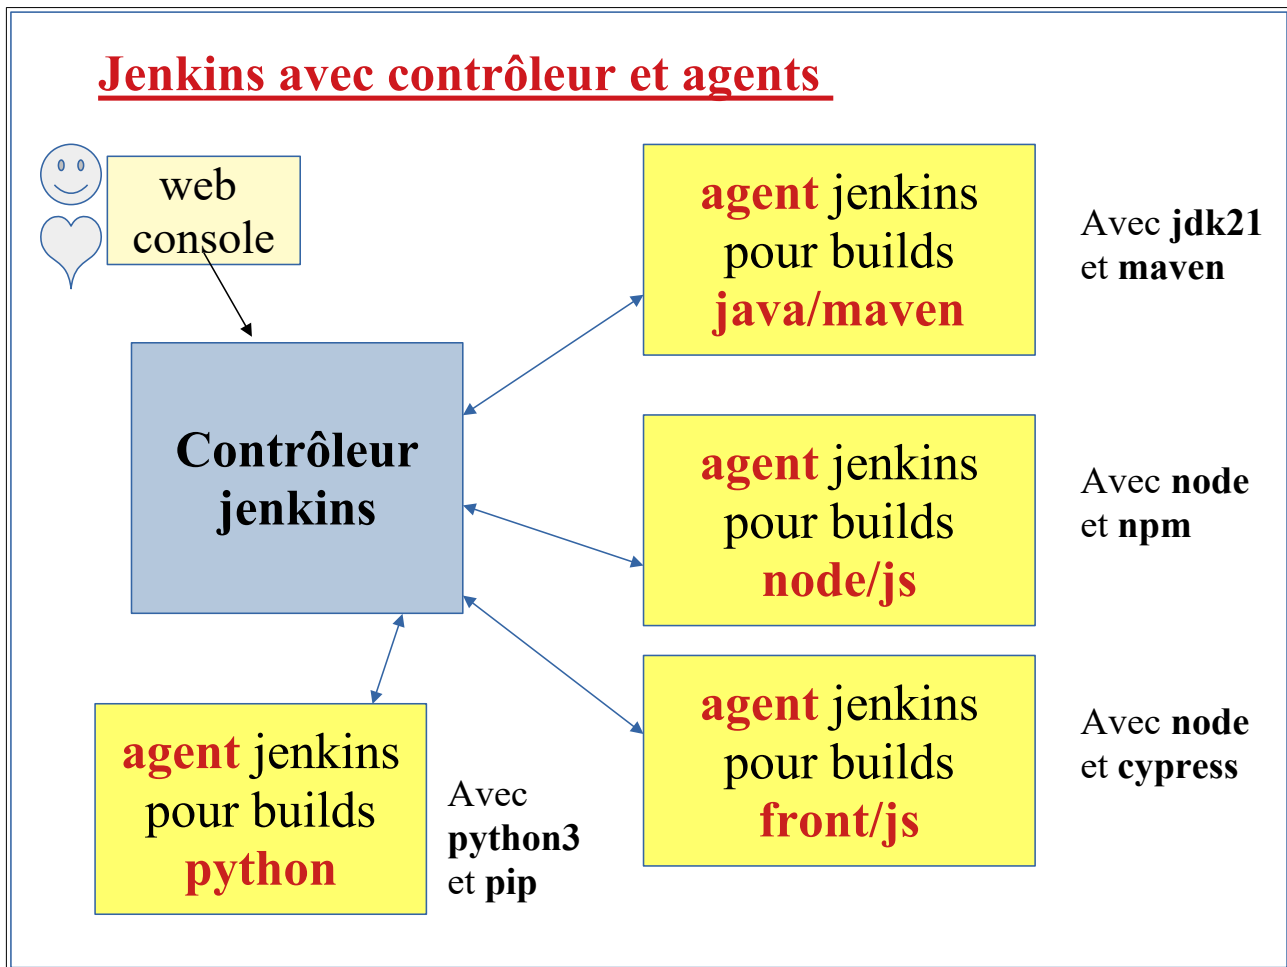 Jenkins avec contrôleur et agents
web
console
Contrôleur
jenkins
agent jenkins
pour builds
java/maven
Avec jdk21
et maven
agent jenkins
pour builds
node/js
Avec node
et npm
agent jenkins
pour builds
front/js
Avec node
et cypress
agent jenkins
pour builds
python
Avec
python3
et pip